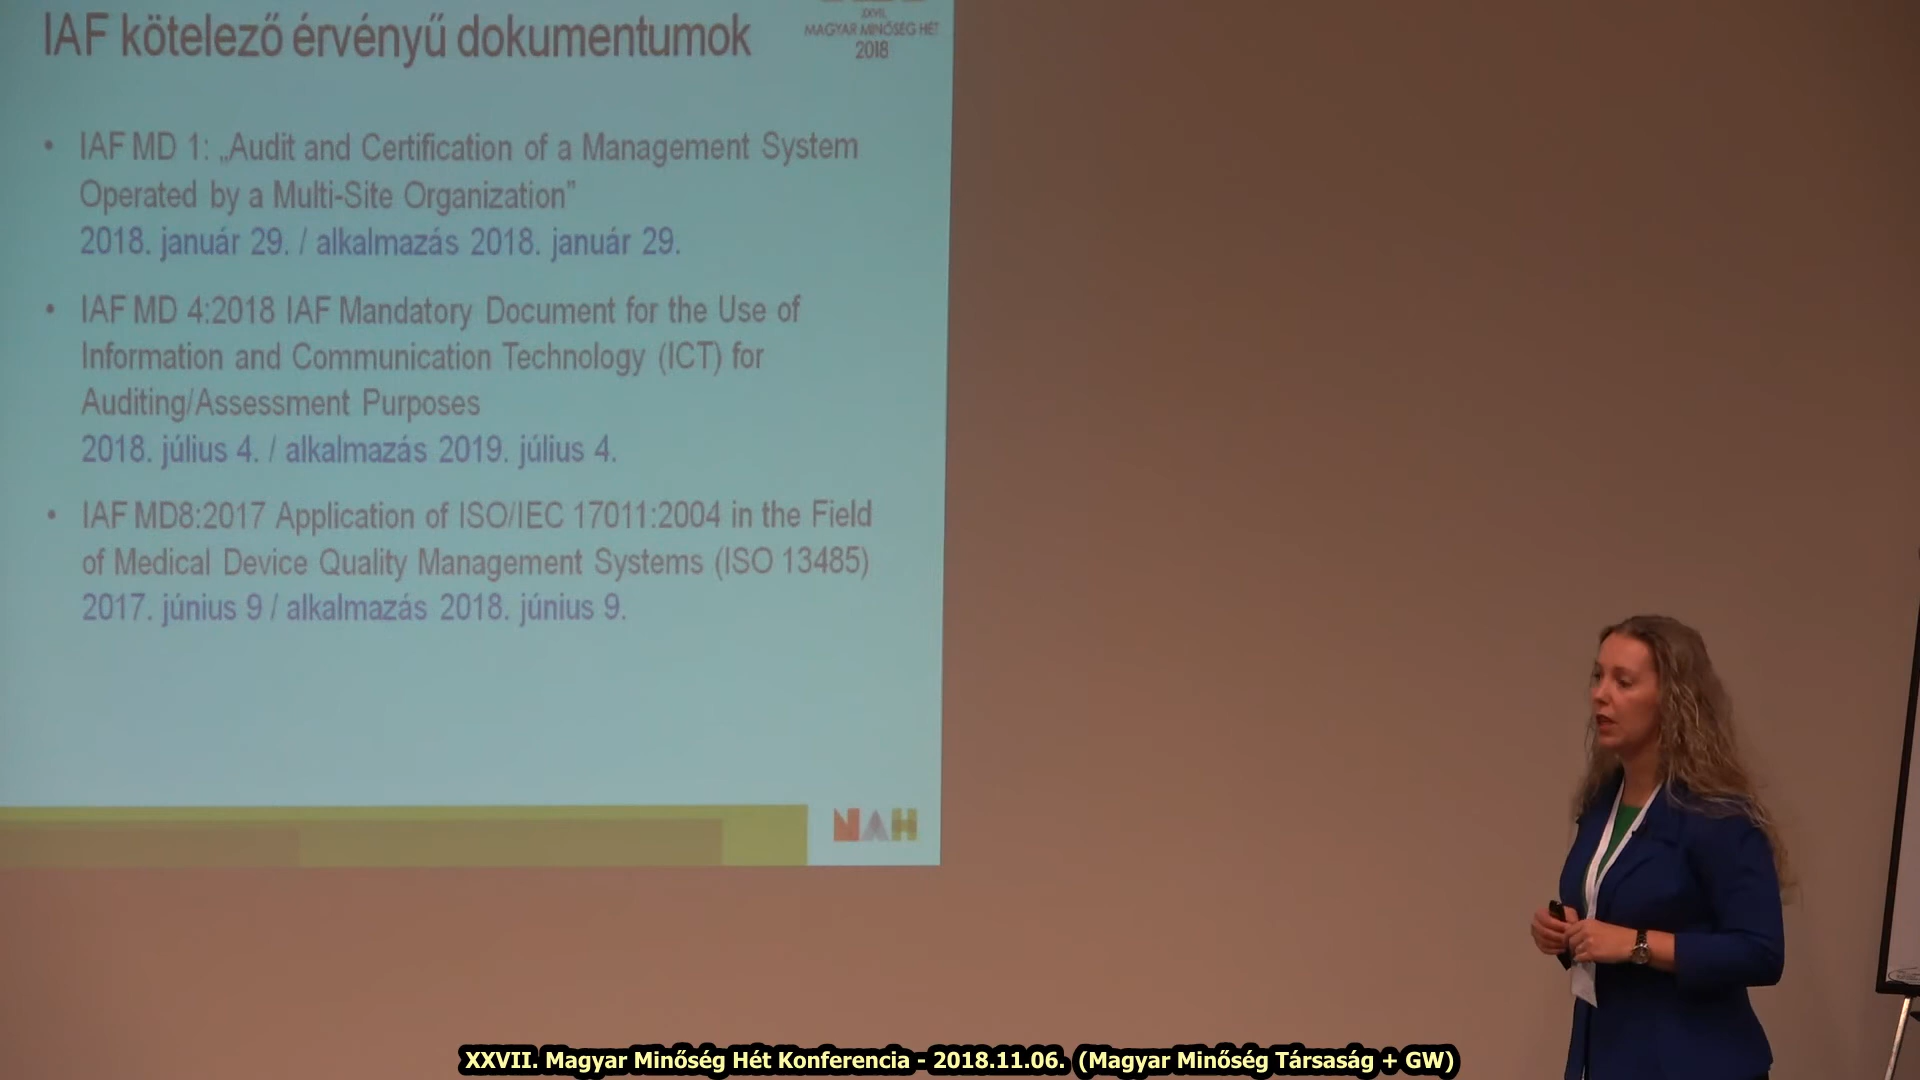 IAF kötelező érvényű dokumentumok
XXVII.
MAGYAR MINŐSÉG HÉT
2018
• IAF MD 1: „Audit and Certification of a Management System
Operated by a Multi-Site Organization”
2018. január 29. / alkalmazás 2018. január 29.
• IAF MD 4:2018 IAF Mandatory Document for the Use of
Information and Communication Technology (ICT) for
Auditing/Assessment Purposes
2018. július 4. / alkalmazás 2019. július 4.
• IAF MD8:2017 Application of ISO/IEC 17011:2004 in the Field
of Medical Device Quality Management Systems (ISO 13485)
2017. június 9 / alkalmazás 2018. június 9.
NAH
XXVII. Magyar Minőség Hét Konferencia - 2018.11.06. (Magyar Minőség Társaság + GW)